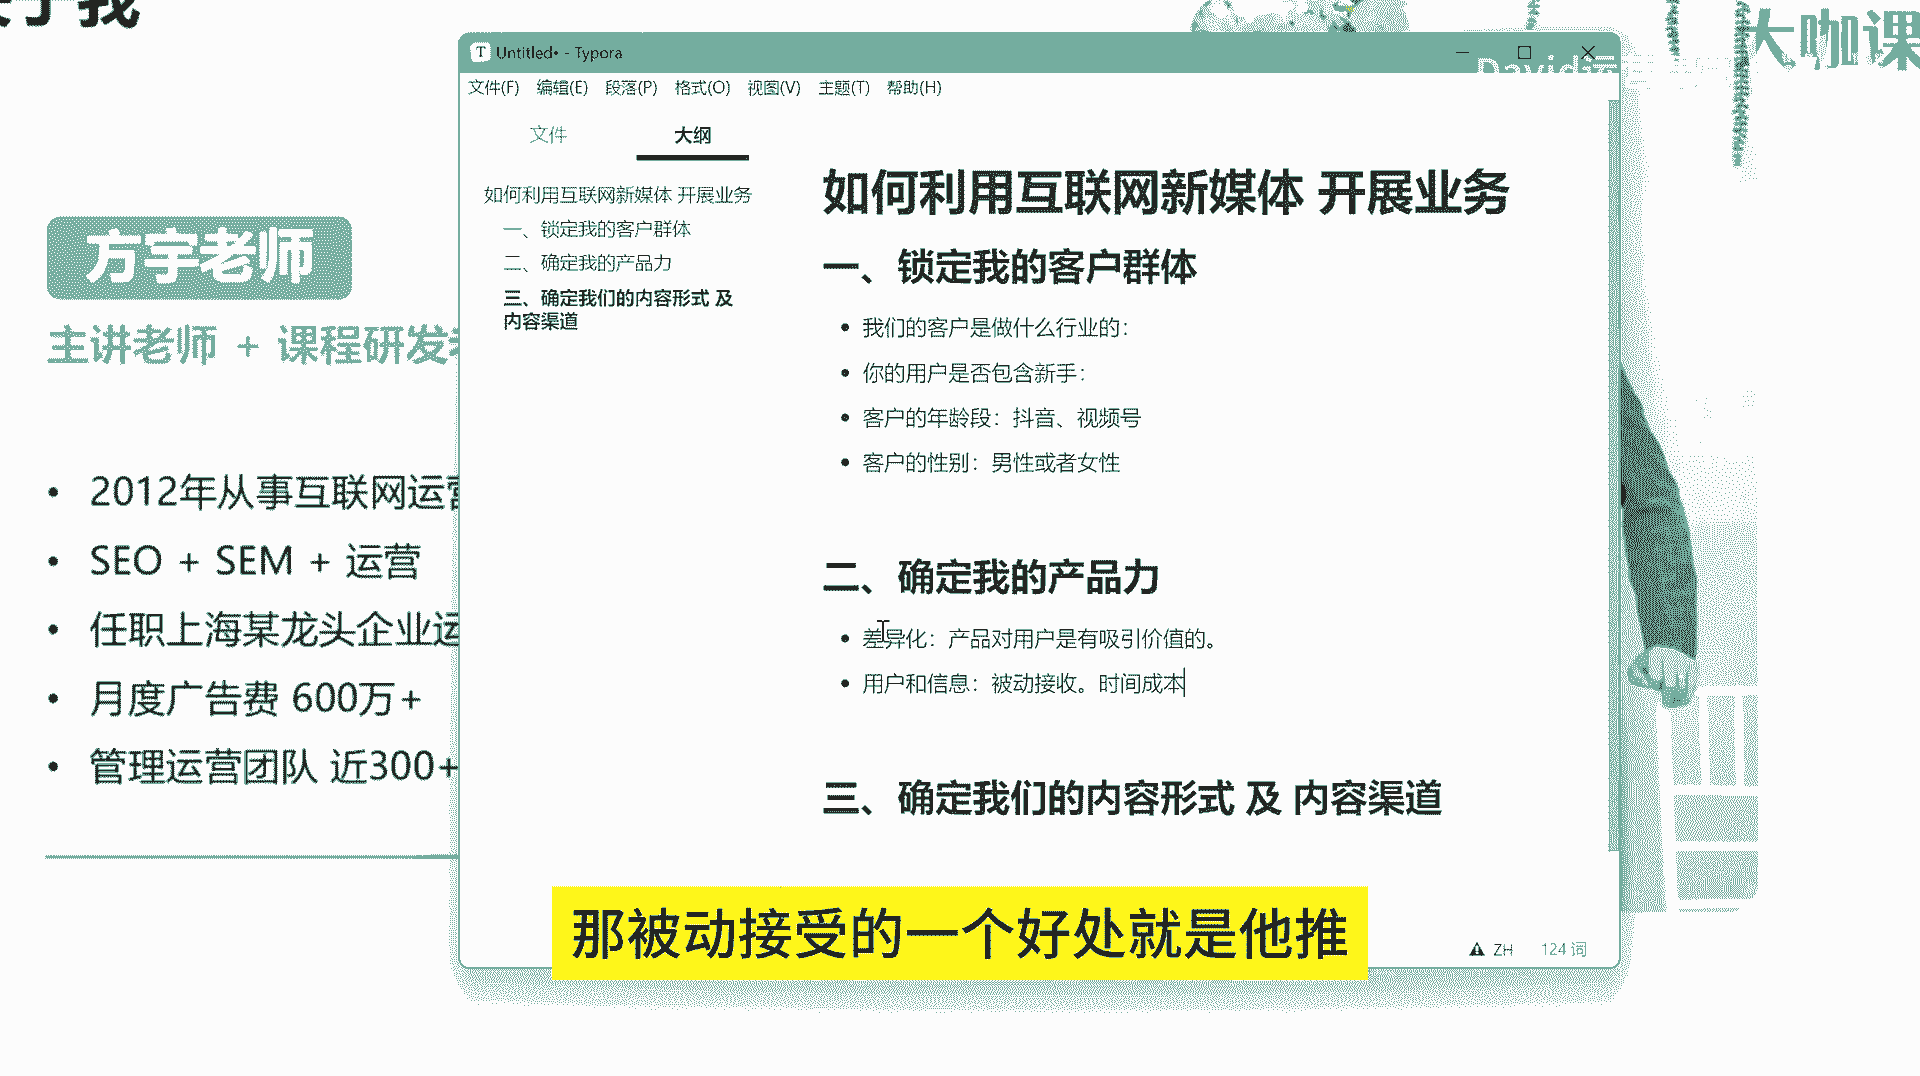 关于我
大咖课
Untitled• - Typora
文件(F) 编辑(E) 段落(P) 格式(O) 视图(V) 主题(T) 帮助(H)
文件 大纲
如何利用互联网新媒体 开展业务
一、锁定我的客户群体
二、确定我的产品力
三、确定我们的内容形式 及
内容渠道
如何利用互联网新媒体 开展业务
一、锁定我的客户群体
• 我们的客户是做什么行业的：
• 你的用户是否包含新手：
• 客户的年龄段：抖音、视频号
• 客户的性别：男性或者女性
二、确定我的产品力
• 差异化：产品对用户是有吸引价值的。
• 用户和信息：被动接收。时间成本
三、确定我们的内容形式 及 内容渠道
ZH 124 词
方宇老师
主讲老师 + 课程研发
• 2012年从事互联网运营
• SEO + SEM + 运营
• 任职上海某龙头企业运
• 月度广告费 600万+
• 管理运营团队 近300+
那被动接受的一个好处就是他推